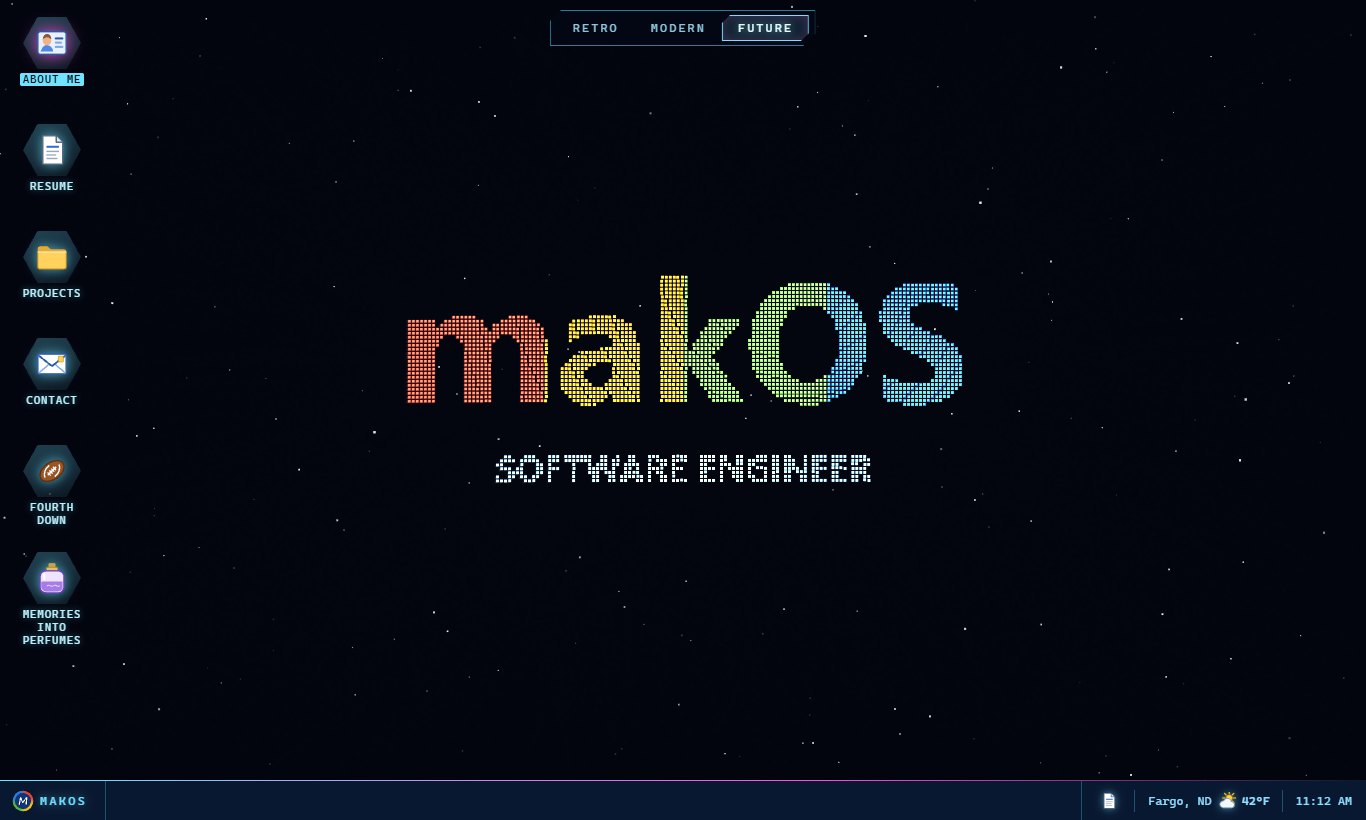 RETRO MODERN FUTURE
ABOUT ME
RESUME
PROJECTS
CONTACT
FOURTH
DOWN
MEMORIES
INTO
PERFUMES
makOS
SOFTWARE ENGINEER
M MAKOS
Fargo, ND 42°F 11:12 AM